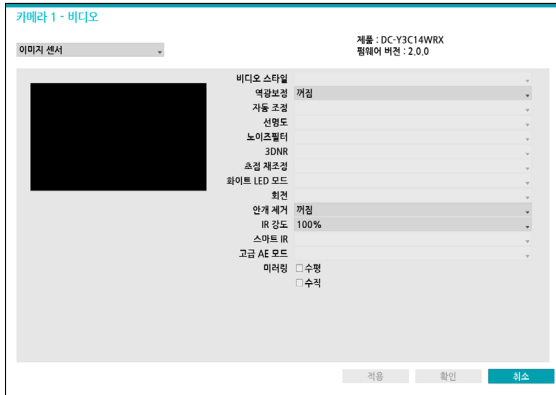 카메라 1 - 비디오
제품 : DC-Y3C14WRX
이미지 센서
펌웨어 버전 : 2.0.0
비디오 스타일
역광보정 꺼짐
자동 조정
선명도
노이즈필터
3DNR
초점 재조정
화이트 LED 모드
회전
안개 제거 꺼짐
IR 강도 100%
스마트 IR
고급 AE 모드
미러링 수평
수직
적용 확인 취소